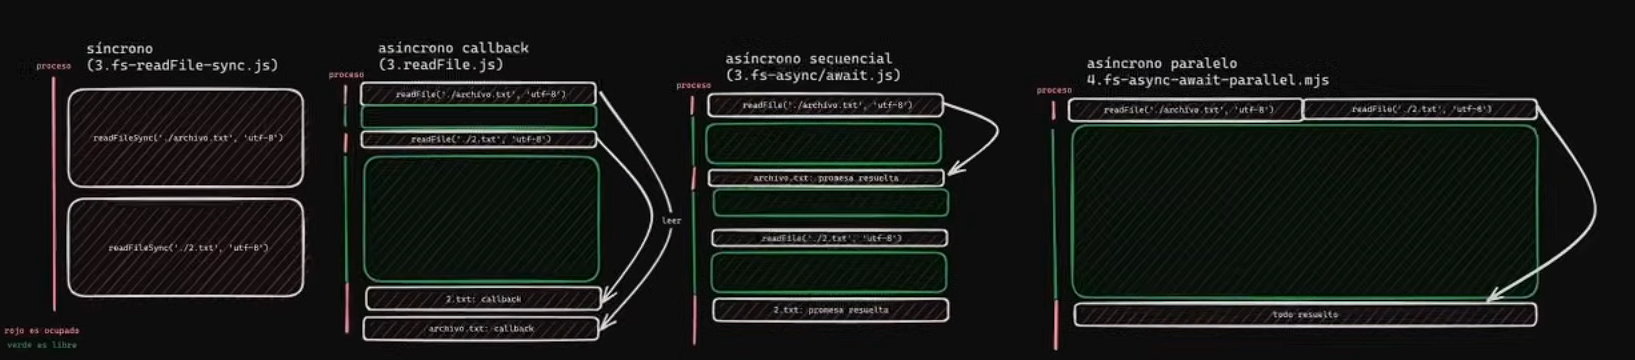 síncrono
(3.fs-readFile-sync.js)
proceso
readFileSync('./archivo.txt', 'utf-8')
readFileSync('./2.txt', 'utf-8')
rojo es ocupado
verde es libre
asíncrono callback
(3.readFile.js)
proceso
readFile('./archivo.txt', 'utf-8')
readFile('./2.txt', 'utf-8')
leer
2.txt: callback
archivo.txt: callback
asíncrono secuencial
(3.fs-async/await.js)
proceso
readFile('./archivo.txt', 'utf-8')
archivo.txt: promesa resuelta
readFile('./2.txt', 'utf-8')
2.txt: promesa resuelta
asíncrono paralelo
4.fs-async-await-parallel.mjs
proceso
readFile('./archivo.txt', 'utf-8')
readFile('./2.txt', 'utf-8')
todo resuelto